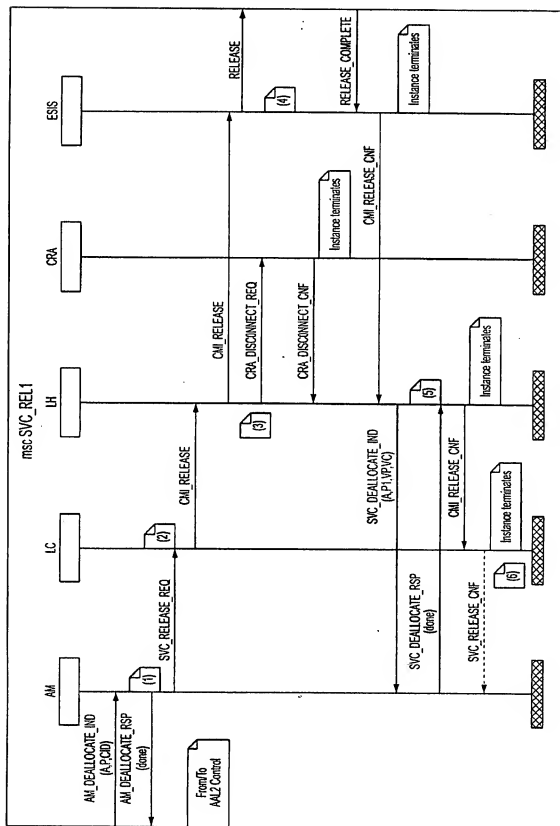 msc SVC_REL1
AM
LC
LH
CRA
ESIS
AM_DEALLOCATE_IND
(A,P,CID)
(1)
AM_DEALLOCATE_RSP
(done)
From/To
AAL2 Control
SVC_RELEASE_REQ
(2)
CMI_RELEASE
CMI_RELEASE
RELEASE
(3)
CRA_DISCONNECT_REQ
(4)
CRA_DISCONNECT_CNF
Instance terminates
RELEASE_COMPLETE
CMI_RELEASE_CNF
SVC_DEALLOCATE_IND
(A,P1,VP,VC)
Instance terminates
SVC_DEALLOCATE_RSP
(done)
(5)
CMI_RELEASE_CNF
Instance terminates
SVC_RELEASE_CNF
Instance terminates
(6)